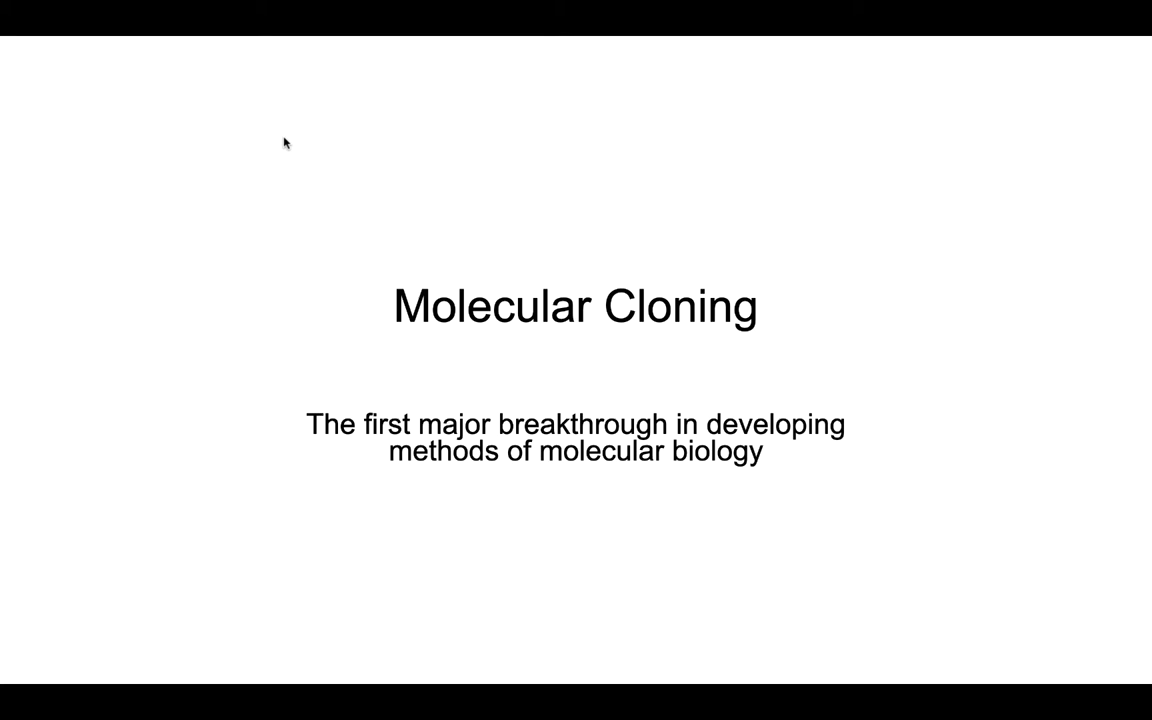 Molecular Cloning
The first major breakthrough in developing
methods of molecular biology